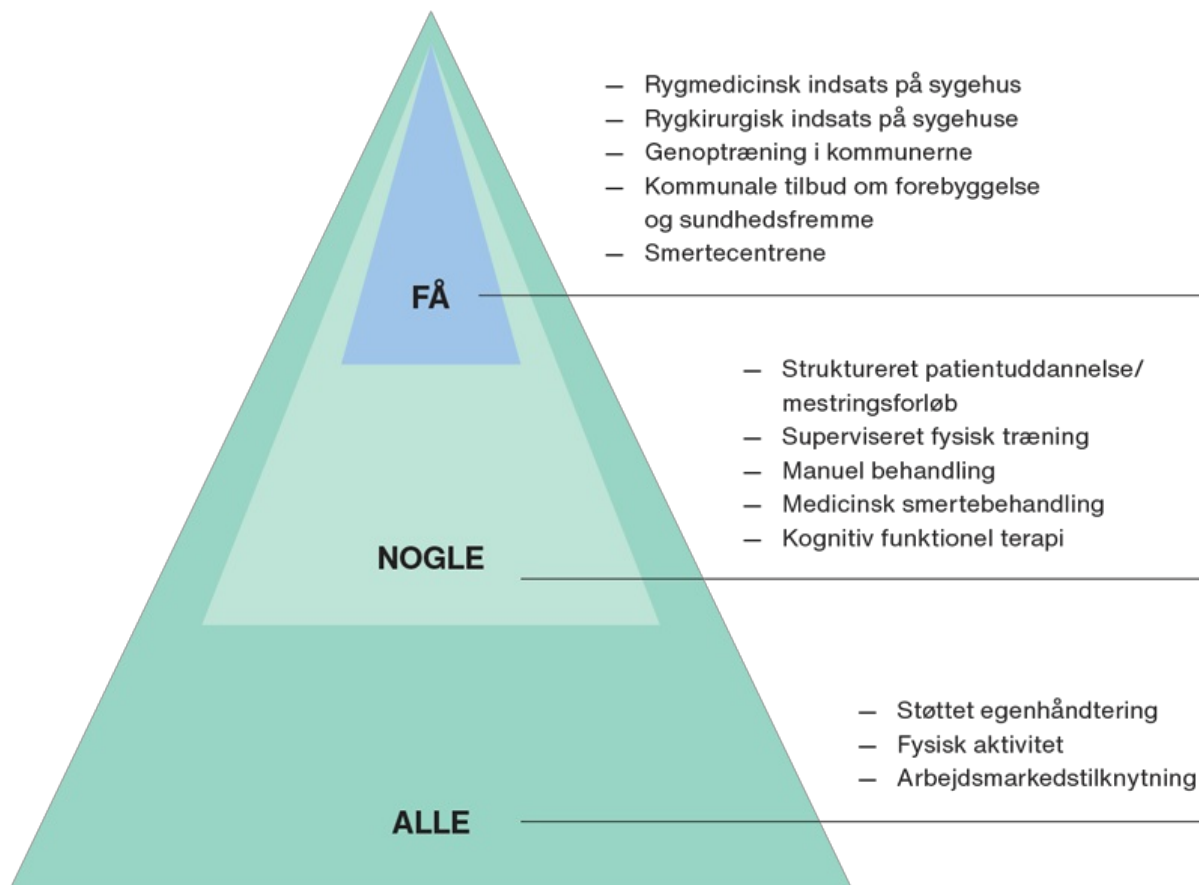 — Rygmedicinsk indsats på sygehus
— Rygkirurgisk indsats på sygehuse
— Genoptræning i kommunerne
— Kommunale tilbud om forebyggelse
og sundhedsfremme
— Smertecentrene
FÅ
— Struktureret patientuddannelse/
mestringsforløb
— Superviseret fysisk træning
— Manuel behandling
— Medicinsk smertebehandling
— Kognitiv funktionel terapi
NOGLE
— Støttet egenhåndtering
— Fysisk aktivitet
— Arbejdsmarkedstilknytning
ALLE